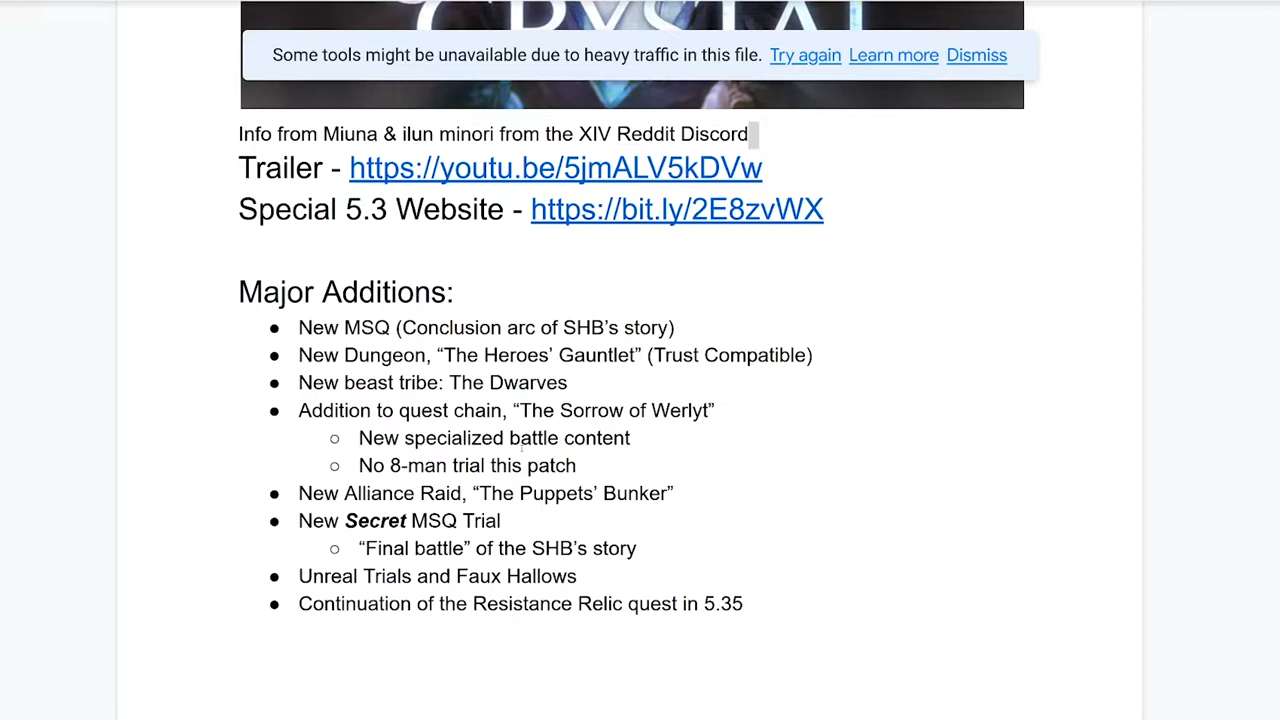 CRYSTAL
Some tools might be unavailable due to heavy traffic in this file. Try again Learn more Dismiss
Info from Miuna & ilun minori from the XIV Reddit Discord
Trailer - https://youtu.be/5jmALV5kDVw
Special 5.3 Website - https://bit.ly/2E8zvWX
Major Additions:
● New MSQ (Conclusion arc of SHB’s story)
● New Dungeon, “The Heroes’ Gauntlet” (Trust Compatible)
● New beast tribe: The Dwarves
● Addition to quest chain, “The Sorrow of Werlyt”
○ New specialized battle content
○ No 8-man trial this patch
● New Alliance Raid, “The Puppets’ Bunker”
● New Secret MSQ Trial
○ “Final battle” of the SHB’s story
● Unreal Trials and Faux Hallows
● Continuation of the Resistance Relic quest in 5.35